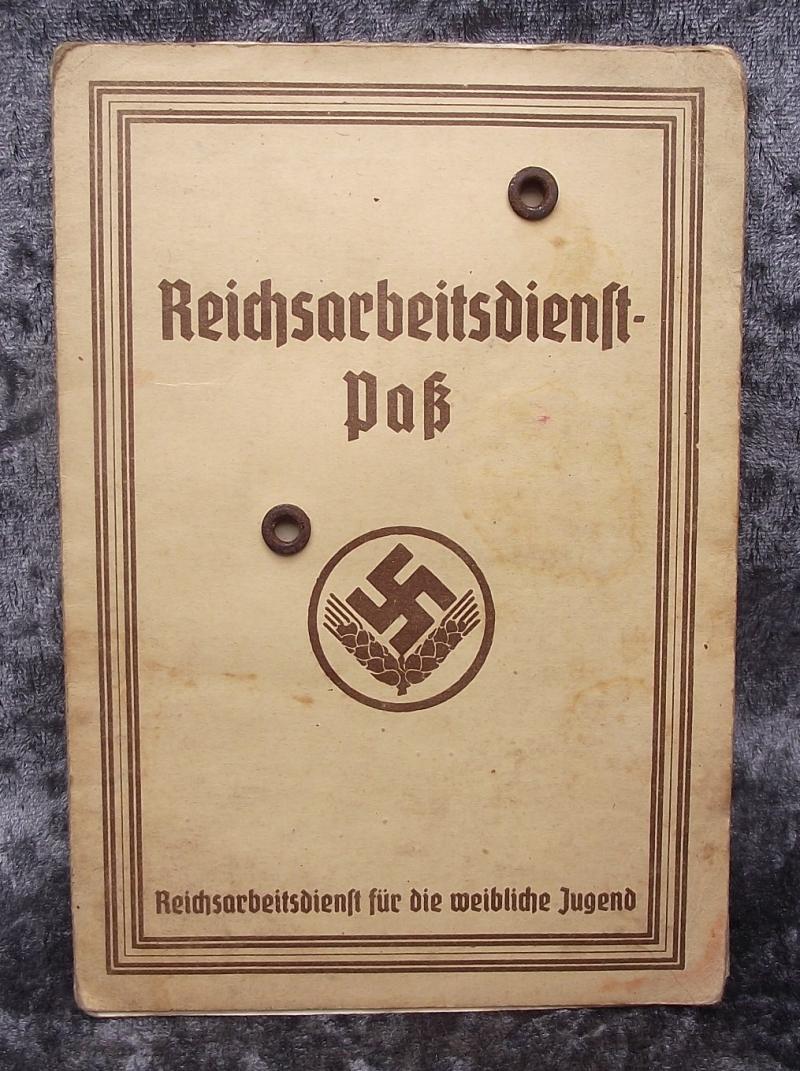 Reichsarbeitsdienst-
Paß
Reichsarbeitsdienst für die weibliche Jugend